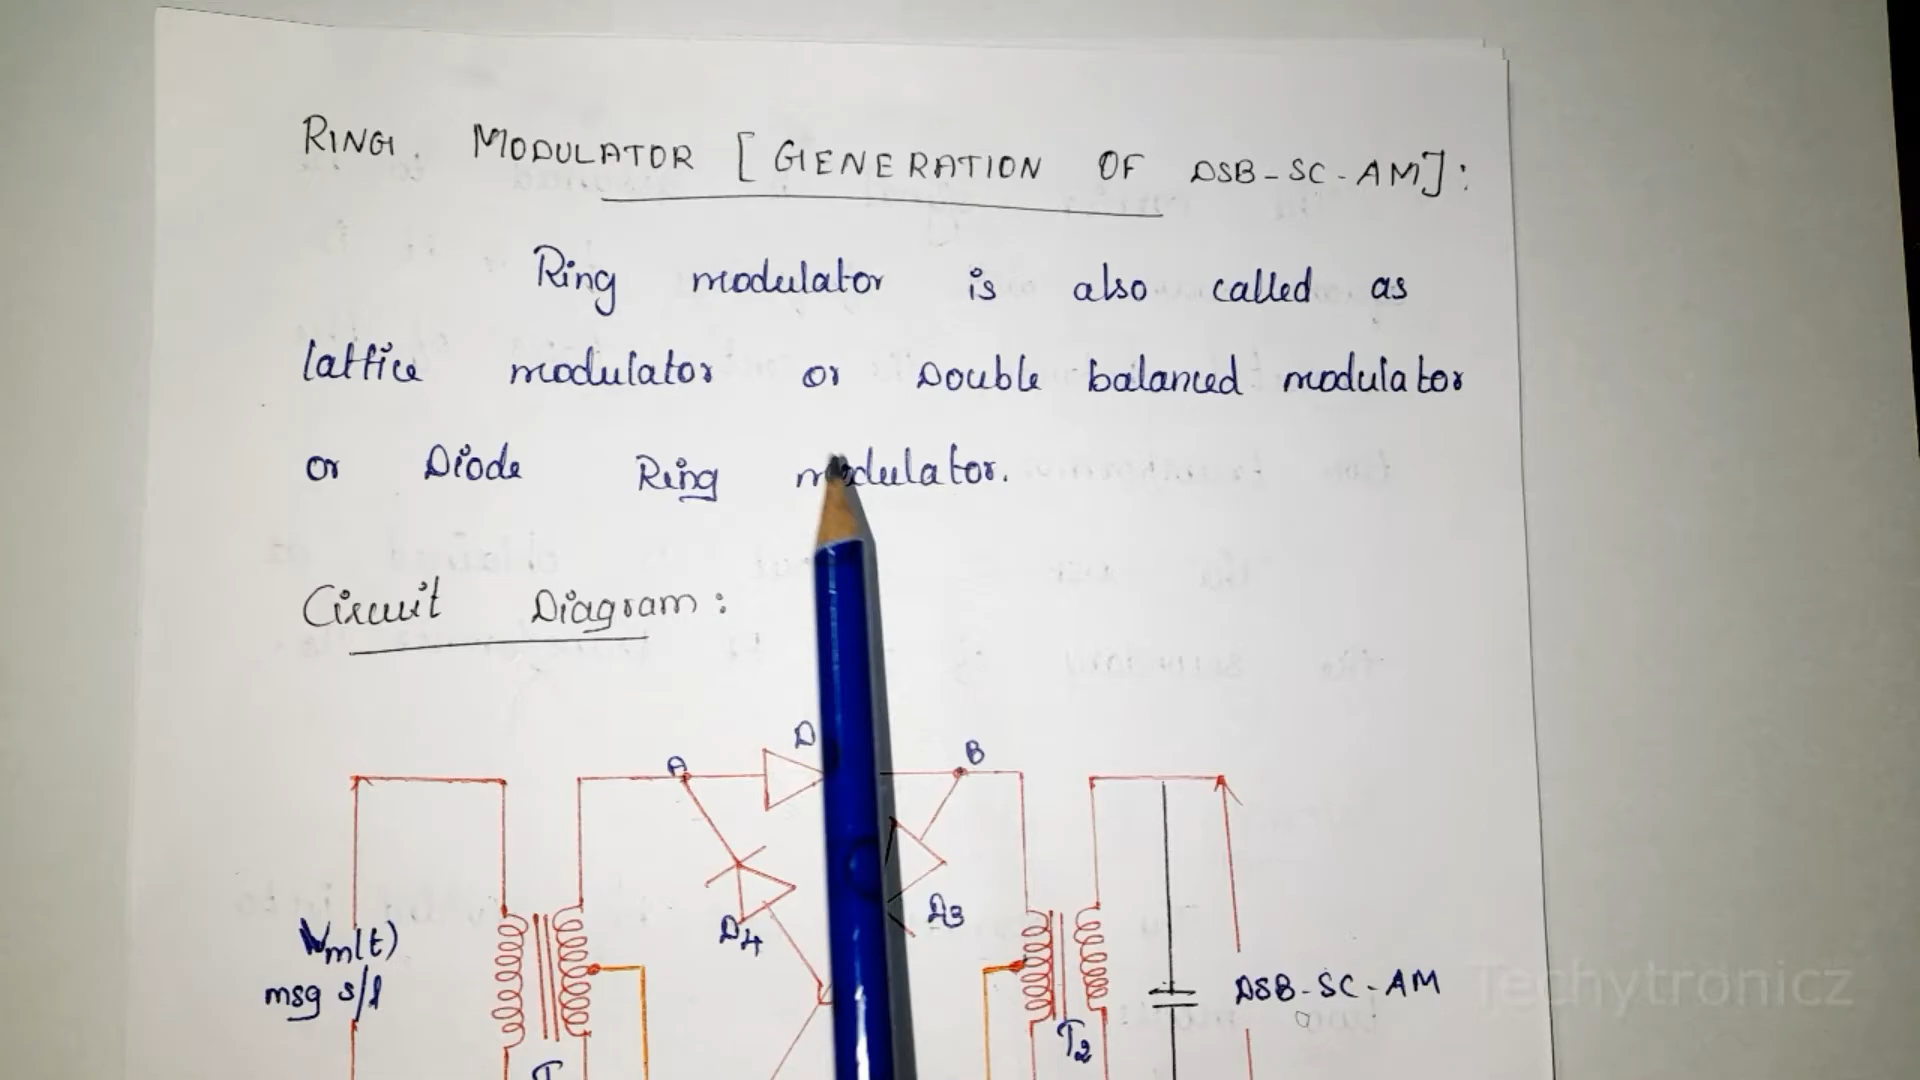 RING MODULATOR [GENERATION OF DSB-SC-AM]:
Ring modulator is also called as
lattice modulator or Double balanced modulator
or Diode Ring modulator.
Circuit Diagram:
D
A
B
D4
D3
Vm(t)
msg s/l
DSB-SC-AM
T2
T
Techytronicz